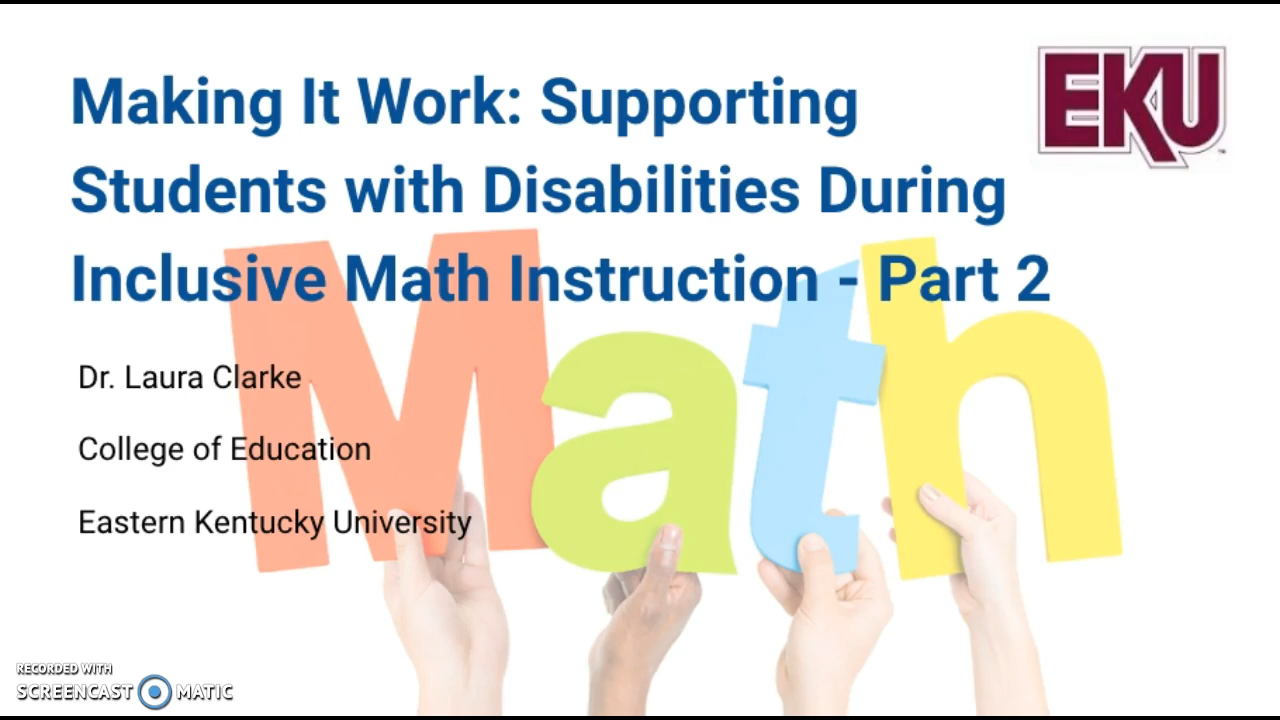 Making It Work: Supporting
EKU
Students with Disabilities During
Inclusive Math Instruction - Part 2
Math
Dr. Laura Clarke
College of Education
Eastern Kentucky University
RECORDED WITH
SCREENCAST MATIC